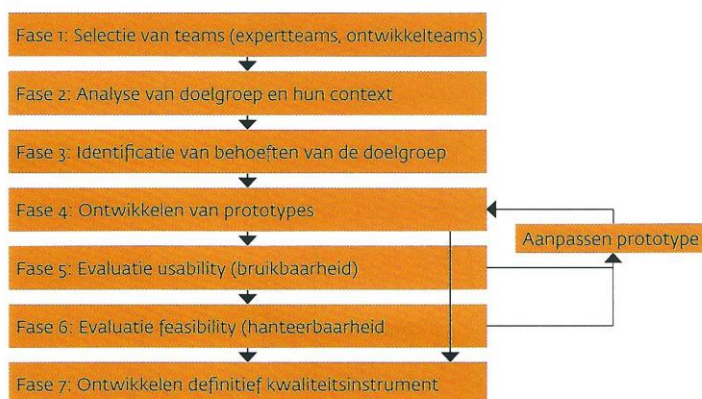 Fase 1: Selectie van teams (expertteams, ontwikkelteams)
Fase 2: Analyse van doelgroep en hun context
Fase 3: Identificatie van behoeften van de doelgroep
Fase 4: Ontwikkelen van prototypes
Aanpassen prototype
Fase 5: Evaluatie usability (bruikbaarheid)
Fase 6: Evaluatie feasibility (hanteerbaarheid
Fase 7: Ontwikkelen definitief kwaliteitsinstrument